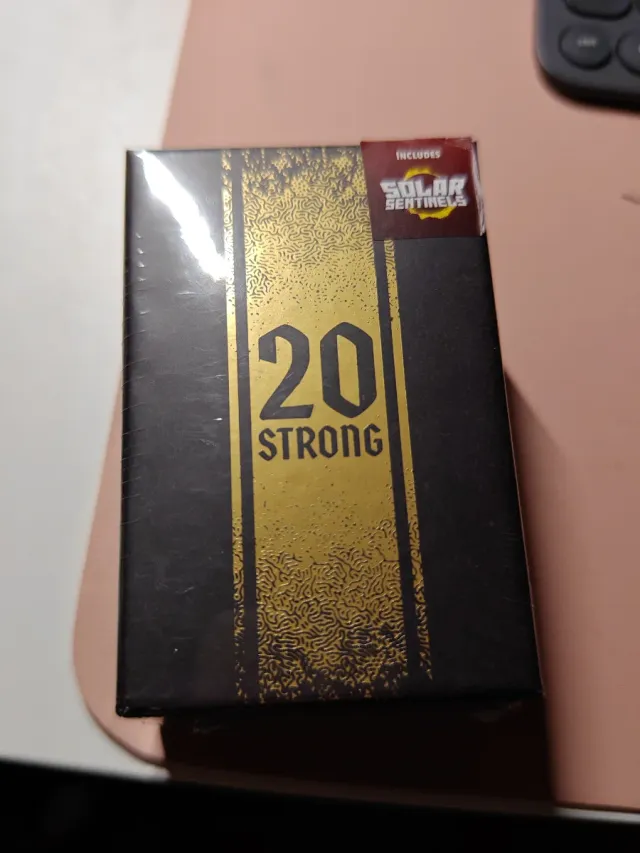 INCLUDES
SOLAR
SENTINELS
20
STRONG